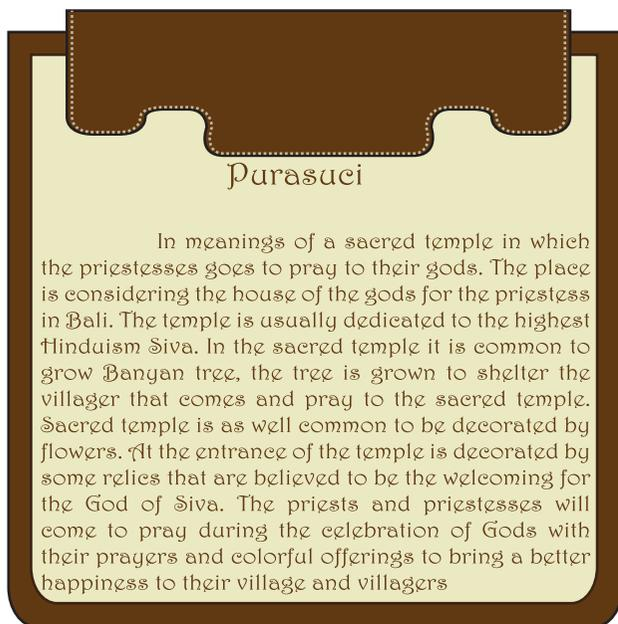 Purasuci
In meanings of a sacred temple in which
the priestesses goes to pray to their gods. The place
is considering the house of the gods for the priestess
in Bali. The temple is usually dedicated to the highest
Hinduism Siva. In the sacred temple it is common to
grow Banyan tree, the tree is grown to shelter the
villager that comes and pray to the sacred temple.
Sacred temple is as well common to be decorated by
flowers. At the entrance of the temple is decorated by
some relics that are believed to be the welcoming for
the God of Siva. The priests and priestesses will
come to pray during the celebration of Gods with
their prayers and colorful offerings to bring a better
happiness to their village and villagers